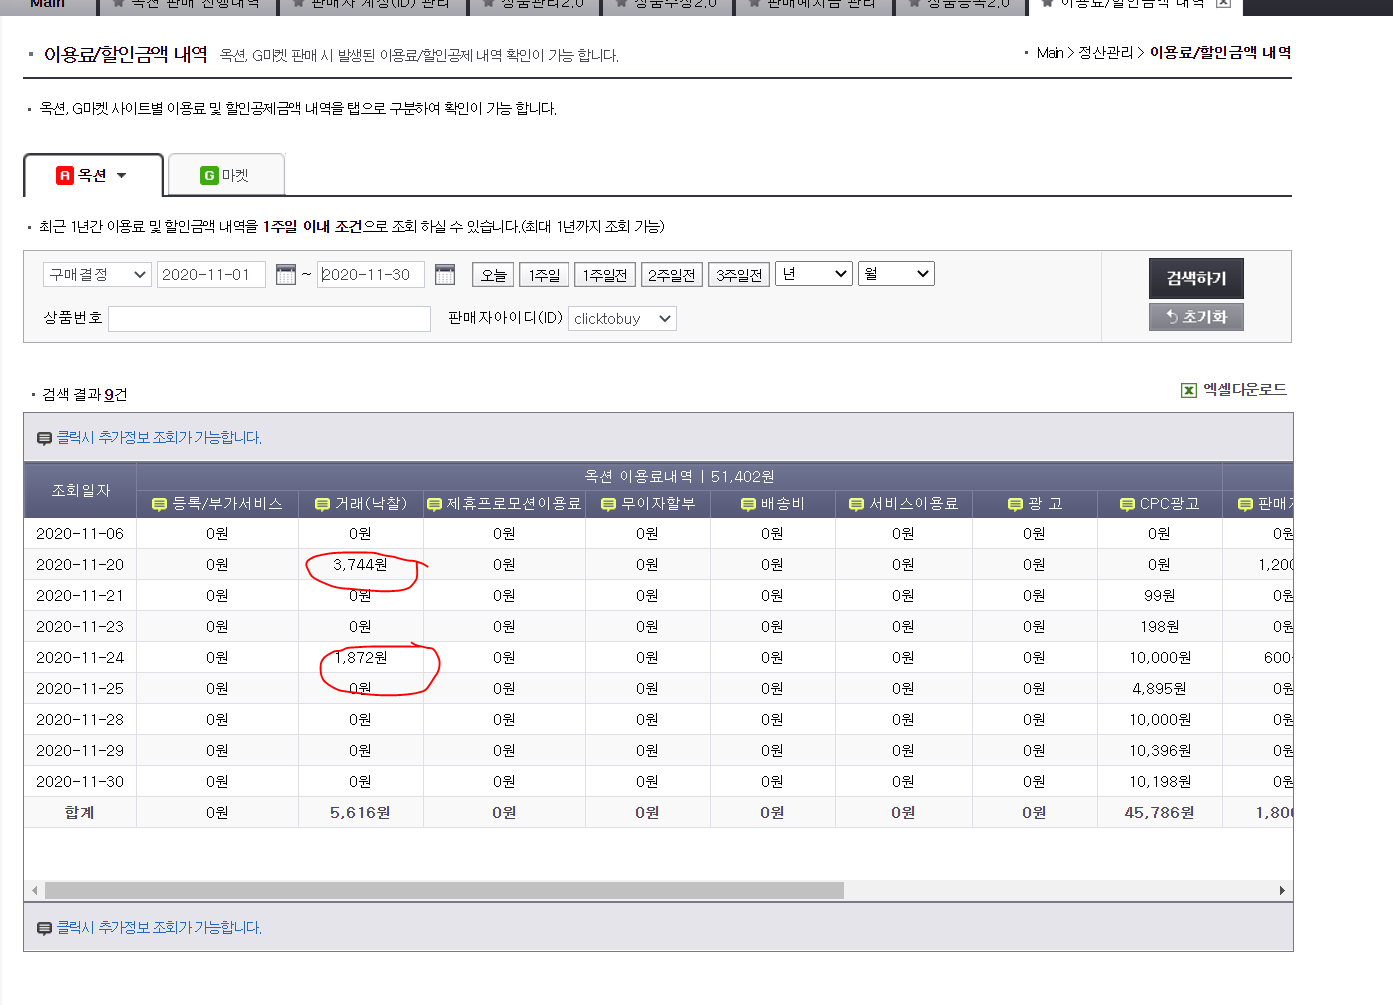 Main 옥션 판매 진행내역 판매자 계정(ID) 관리 상품관리2.0 상품수정2.0 판매예치금 관리 상품등록2.0 이용료/할인금액 내역
이용료/할인금액 내역 옥션, G마켓 판매 시 발생된 이용료/할인공제 내역 확인이 가능 합니다.
Main > 정산관리 > 이용료/할인금액 내역
옥션, G마켓 사이트별 이용료 및 할인공제금액 내역을 탭으로 구분하여 확인이 가능 합니다.
A 옥션 G 마켓
최근 1년간 이용료 및 할인금액 내역을 1주일 이내 조건으로 조회 하실 수 있습니다.(최대 1년까지 조회 가능)
구매결정 2020-11-01 ~ 2020-11-30 오늘 1주일 1주일전 2주일전 3주일전 년 월 검색하기
상품번호 판매자아이디(ID) clicktobuy 초기화
검색 결과 9건 엑셀다운로드
클릭시 추가정보 조회가 가능합니다.
조회일자 옥션 이용료내역 | 51,402원
등록/부가서비스 거래(낙찰) 제휴프로모션이용료 무이자할부 배송비 서비스이용료 광 고 CPC광고 판매
2020-11-06 0원 0원 0원 0원 0원 0원 0원 0원 0원
2020-11-20 0원 3,744원 0원 0원 0원 0원 0원 0원 1,200
2020-11-21 0원 0원 0원 0원 0원 0원 0원 99원 0원
2020-11-23 0원 0원 0원 0원 0원 0원 0원 198원 0원
2020-11-24 0원 1,872원 0원 0원 0원 0원 0원 10,000원 600
2020-11-25 0원 0원 0원 0원 0원 0원 0원 4,895원 0원
2020-11-28 0원 0원 0원 0원 0원 0원 0원 10,000원 0원
2020-11-29 0원 0원 0원 0원 0원 0원 0원 10,396원 0원
2020-11-30 0원 0원 0원 0원 0원 0원 0원 10,198원 0원
합계 0원 5,616원 0원 0원 0원 0원 0원 45,786원 1,800
클릭시 추가정보 조회가 가능합니다.